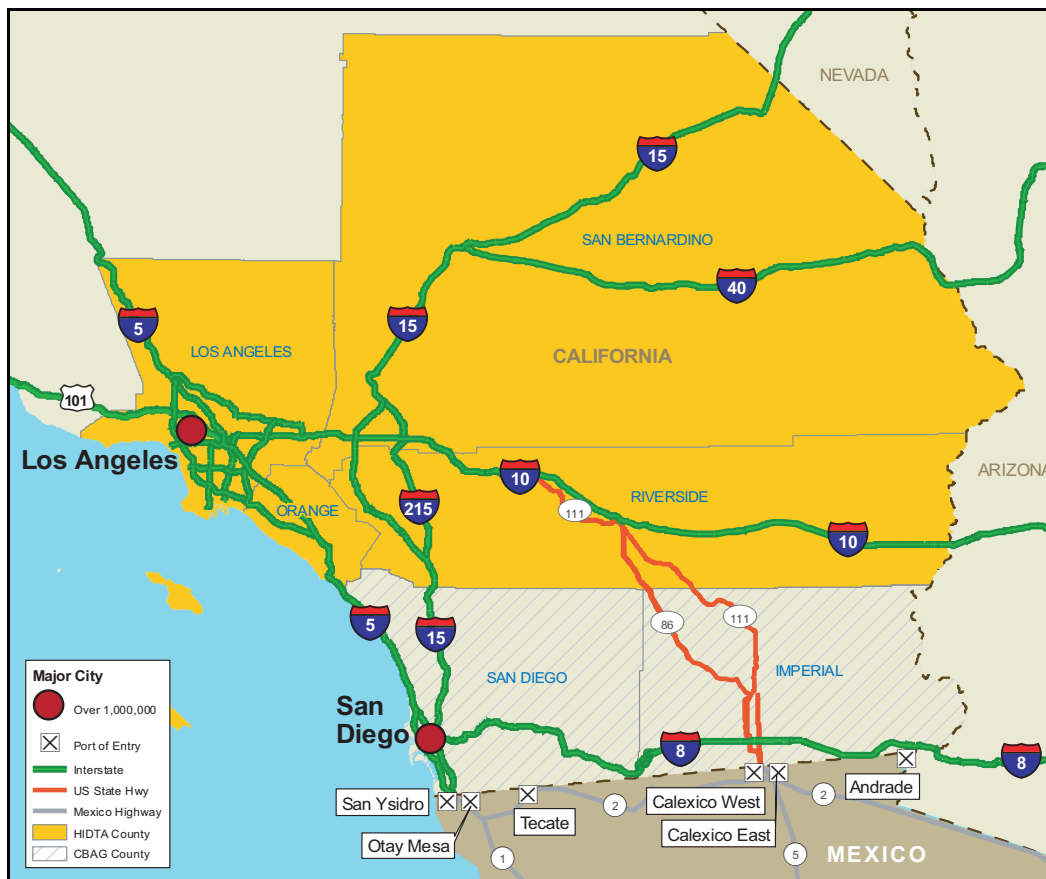 NEVADA
15
SAN BERNARDINO
40
5
15
LOS ANGELES
CALIFORNIA
101
Los Angeles
ARIZONA
10
RIVERSIDE
215
111
ORANGE
10
5
15
86
111
SAN DIEGO
IMPERIAL
San
Diego
8
8
San Ysidro
Otay Mesa
Tecate
2
Calexico West
Calexico East
2
Andrade
1
5
MEXICO
Major City
Over 1,000,000
Port of Entry
Interstate
US State Hwy
Mexico Highway
HIDTA County
CBAG County